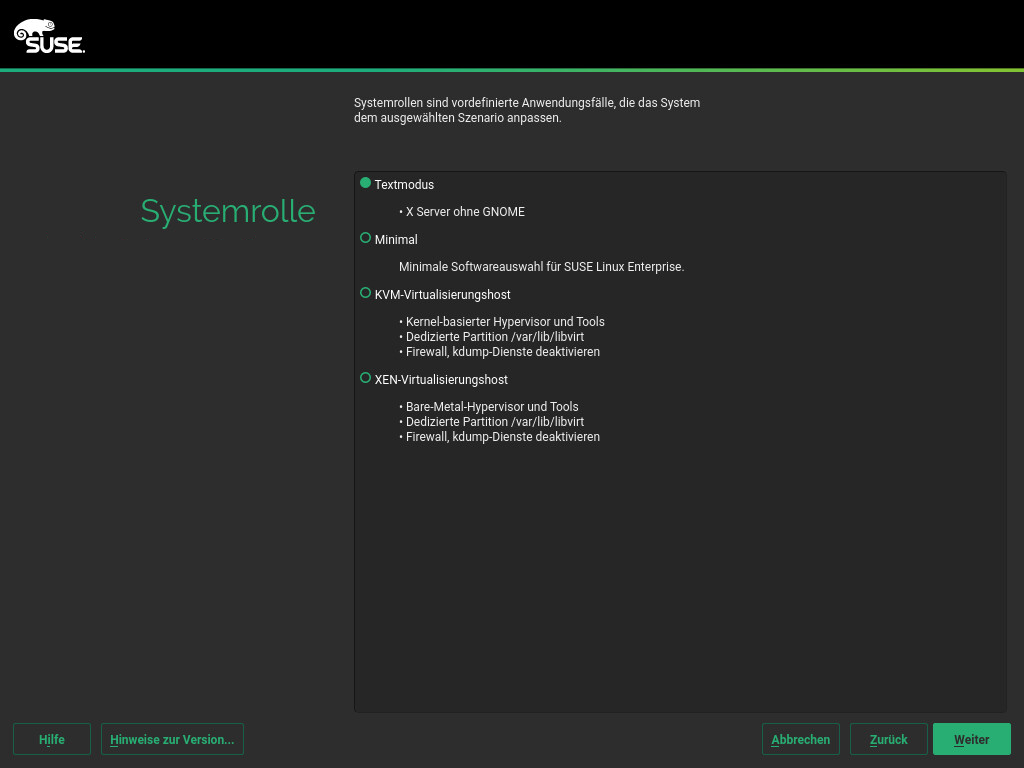 SUSE.
Systemrollen sind vordefinierte Anwendungsfälle, die das System
dem ausgewählten Szenario anpassen.
Systemrolle
Textmodus
• X Server ohne GNOME
Minimal
Minimale Softwareauswahl für SUSE Linux Enterprise.
KVM-Virtualisierungshost
• Kernel-basierter Hypervisor und Tools
• Dedizierte Partition /var/lib/libvirt
• Firewall, kdump-Dienste deaktivieren
XEN-Virtualisierungshost
• Bare-Metal-Hypervisor und Tools
• Dedizierte Partition /var/lib/libvirt
• Firewall, kdump-Dienste deaktivieren
Hilfe Hinweise zur Version... Abbrechen Zurück Weiter